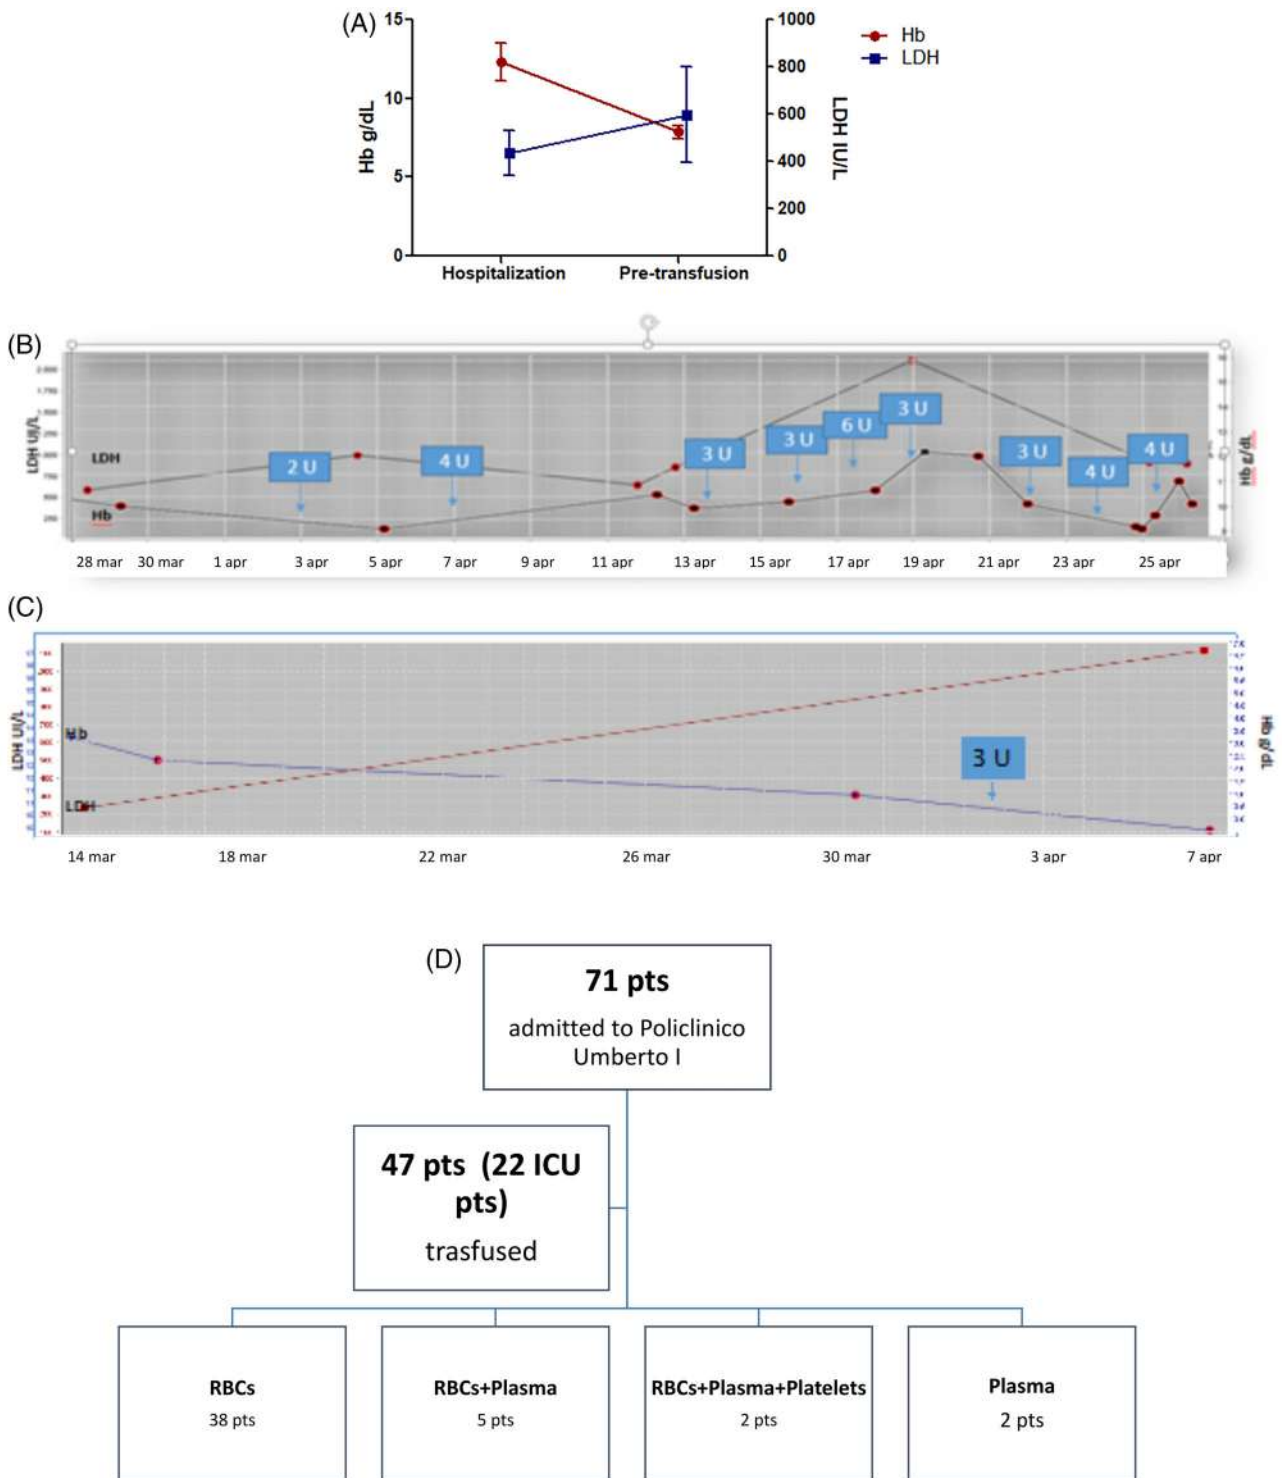 (A)
15
10
5
0
Hb g/dL
1000
800
600
400
200
0
LDH IU/L
Hb
LDH
Hospitalization
Pre-transfusion
(B)
LDH UI/L
Hb g/dL
LDH
Hb
2 U
4 U
3 U
3 U
6 U
3 U
3 U
4 U
4 U
28 mar 30 mar 1 apr 3 apr 5 apr 7 apr 9 apr 11 apr 13 apr 15 apr 17 apr 19 apr 21 apr 23 apr 25 apr
(C)
LDH UI/L
Hb g/dL
Hb
LDH
3 U
14 mar 18 mar 22 mar 26 mar 30 mar 3 apr 7 apr
(D)
71 pts
admitted to Policlinico
Umberto I
47 pts (22 ICU
pts)
trasfused
RBCs
38 pts
RBCs+Plasma
5 pts
RBCs+Plasma+Platelets
2 pts
Plasma
2 pts